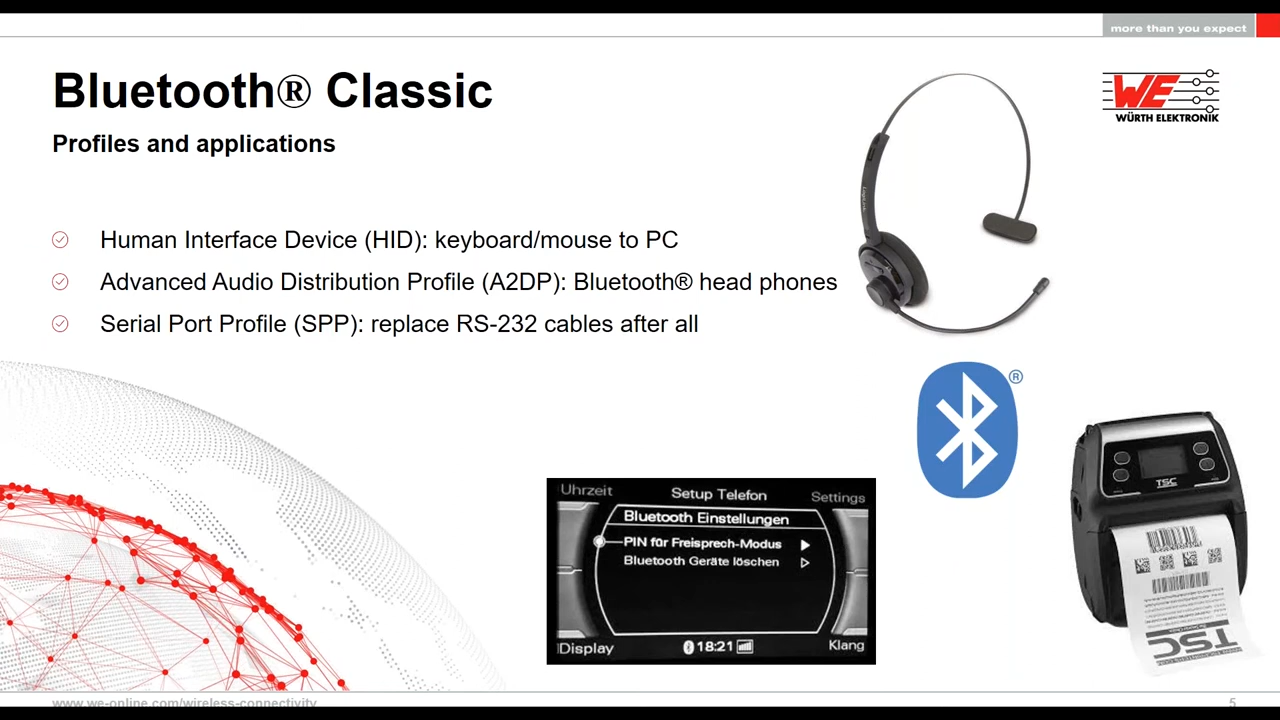 more than you expect
Bluetooth® Classic
WE
WÜRTH ELEKTRONIK
Profiles and applications
Human Interface Device (HID): keyboard/mouse to PC
Advanced Audio Distribution Profile (A2DP): Bluetooth® head phones
Serial Port Profile (SPP): replace RS-232 cables after all
®
Uhrzeit
Setup Telefon
Settings
Bluetooth Einstellungen
PIN für Freisprech-Modus
Bluetooth Geräte löschen
Display
18:21
Klang
TSC
TSC
www.we-online.com/wireless-connectivity
5